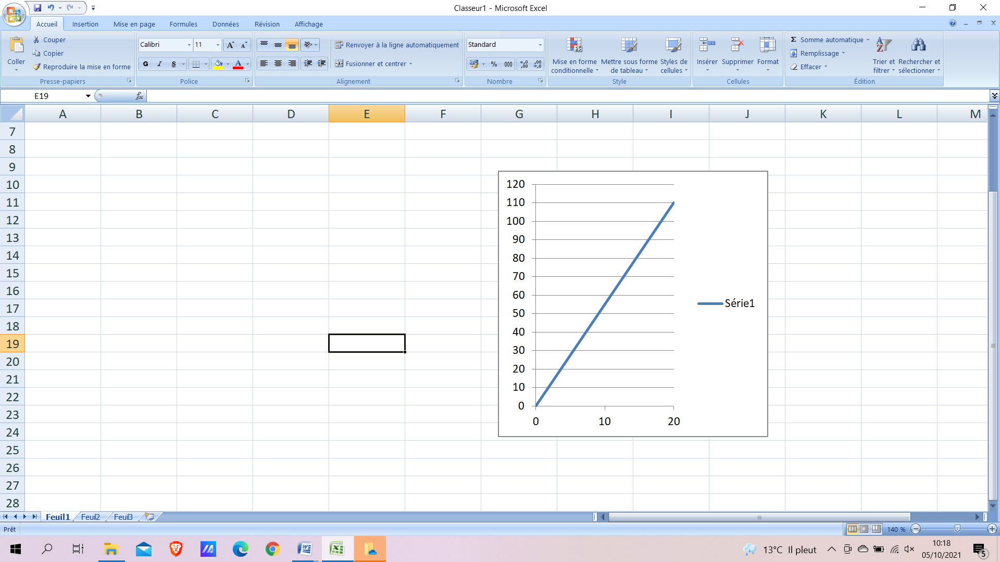 Classeur1 - Microsoft Excel
Accueil Insertion Mise en page Formules Données Révision Affichage
Coller
Couper
Copier
Reproduire la mise en forme
Presse-papiers
Calibri 11
G I S A
Police
Renvoyer à la ligne automatiquement
Fusionner et centrer
Alignement
Standard
% 000
Nombre
Mise en forme conditionnelle
Mettre sous forme de tableau
Styles de cellules
Style
Insérer Supprimer Format
Cellules
Σ Somme automatique
Remplissage
Effacer
Trier et filtrer
Rechercher et sélectionner
Édition
E19 fx
A B C D E F G H I J K L M
7
8
9
10
11
12
13
14
15
16
17
18
19
20
21
22
23
24
25
26
27
28
120
110
100
90
80
70
60
50
40
30
20
10
0
0 10 20
Série1
Feuil1 Feuil2 Feuil3
Prêt
140 %
13°C Il pleut
10:18
05/10/2021
5